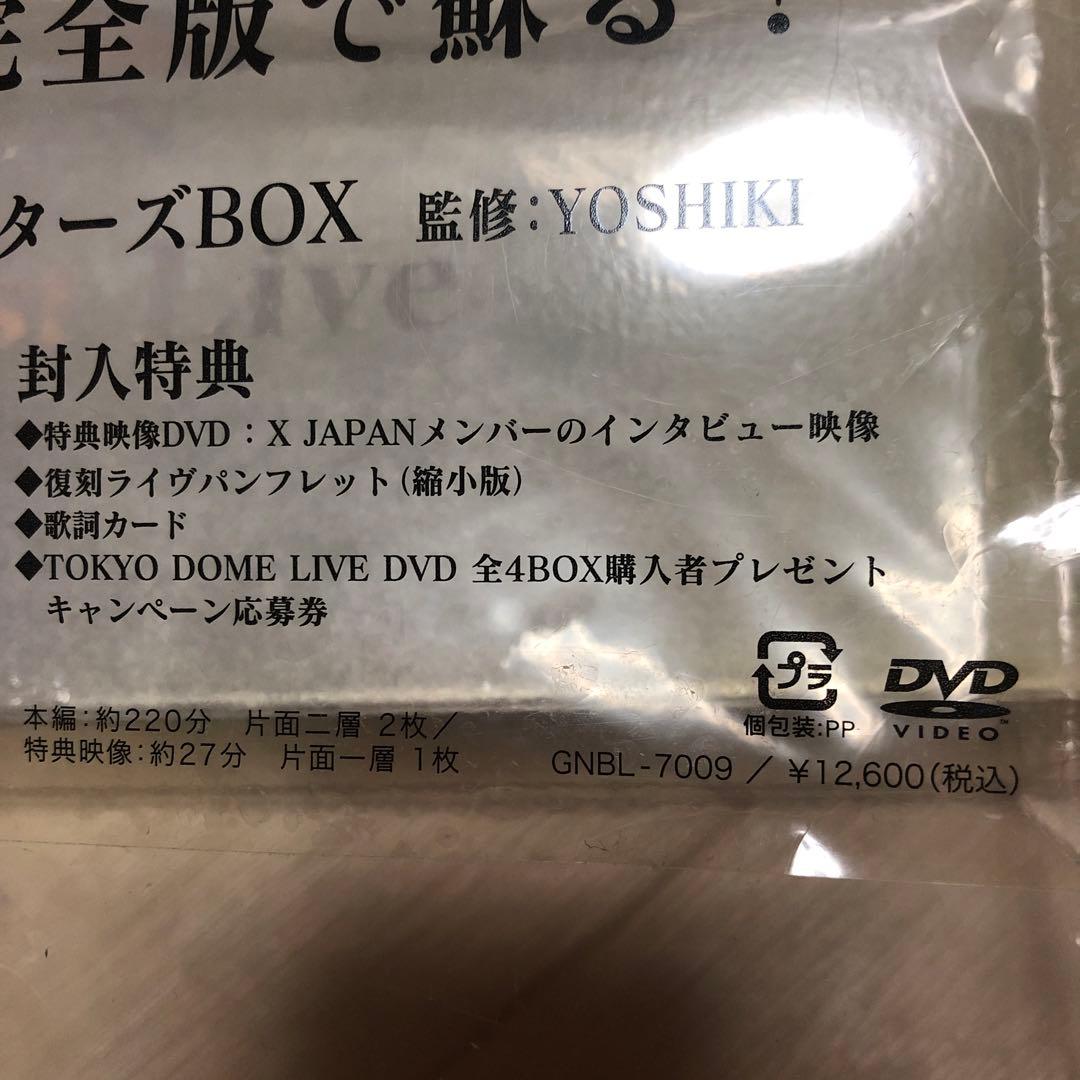 完全版で蘇る！
ターズBOX 監修:YOSHIKI
Live
封入特典
◆特典映像DVD：X JAPANメンバーのインタビュー映像
◆復刻ライヴパンフレット(縮小版)
◆歌詞カード
◆TOKYO DOME LIVE DVD 全4BOX購入者プレゼント
キャンペーン応募券
プラ
個包装:PP
DVD
VIDEO™
本編:約220分 片面二層 2枚／
特典映像:約27分 片面一層 1枚
GNBL-7009 ／ ¥12,600(税込)